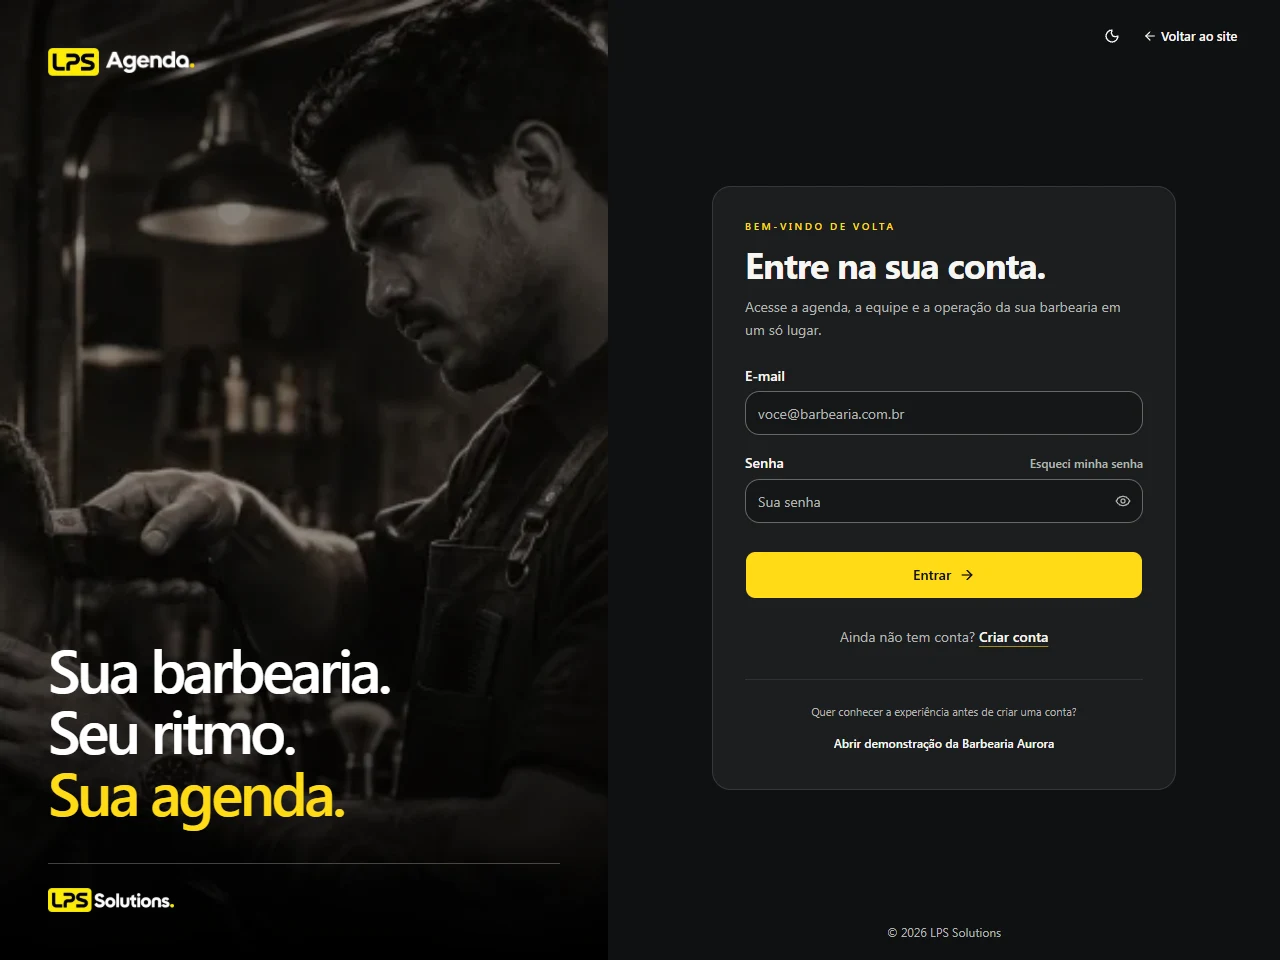 LPS Agenda.
Voltar ao site
BEM-VINDO DE VOLTA
Entre na sua conta.
Acesse a agenda, a equipe e a operação da sua barbearia em
um só lugar.
E-mail
voce@barbearia.com.br
Senha
Esqueci minha senha
Sua senha
Entrar
Ainda não tem conta? Criar conta
Quer conhecer a experiência antes de criar uma conta?
Abrir demonstração da Barbearia Aurora
Sua barbearia.
Seu ritmo.
Sua agenda.
LPS Solutions.
© 2026 LPS Solutions